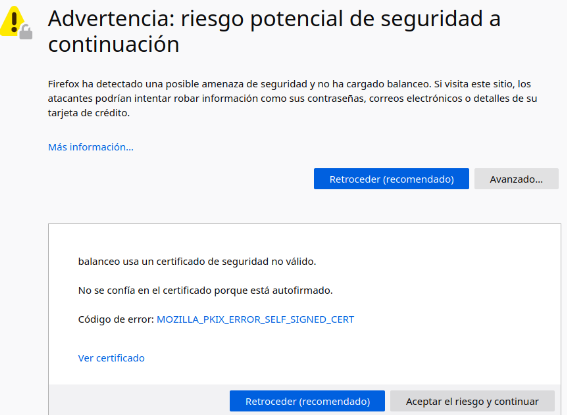 Advertencia: riesgo potencial de seguridad a
continuación
Firefox ha detectado una posible amenaza de seguridad y no ha cargado balanceo. Si visita este sitio, los
atacantes podrían intentar robar información como sus contraseñas, correos electrónicos o detalles de su
tarjeta de crédito.
Más información...
Retroceder (recomendado) Avanzado...
balanceo usa un certificado de seguridad no válido.
No se confía en el certificado porque está autofirmado.
Código de error: MOZILLA_PKIX_ERROR_SELF_SIGNED_CERT
Ver certificado
Retroceder (recomendado) Aceptar el riesgo y continuar